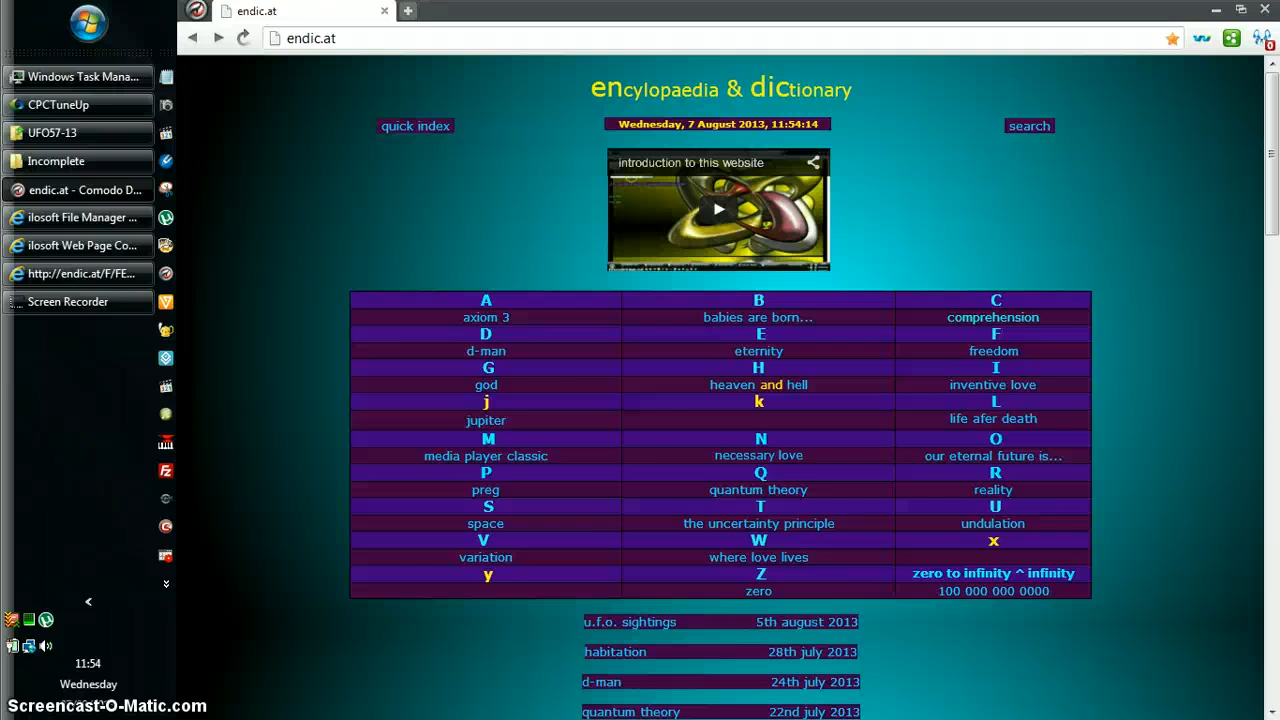 endic.at
endic.at
Windows Task Mana...
CPCTuneUp
UFO57-13
Incomplete
endic.at - Comodo D...
ilosoft File Manager ...
ilosoft Web Page Co...
http://endic.at/F/FE...
Screen Recorder
encylopaedia & dictionary
quick index
Wednesday, 7 August 2013, 11:54:14
search
introduction to this website
A B C
axiom 3 babies are born... comprehension
D E F
d-man eternity freedom
G H I
god heaven and hell inventive love
j k L
jupiter life afer death
M N O
media player classic necessary love our eternal future is...
P Q R
preg quantum theory reality
S T U
space the uncertainty principle undulation
V W x
variation where love lives
y Z zero to infinity ^ infinity
zero 100 000 000 0000
u.f.o. sightings 5th august 2013
habitation 28th july 2013
d-man 24th july 2013
quantum theory 22nd july 2013
0
11:54
Wednesday
Screencast-O-Matic.com